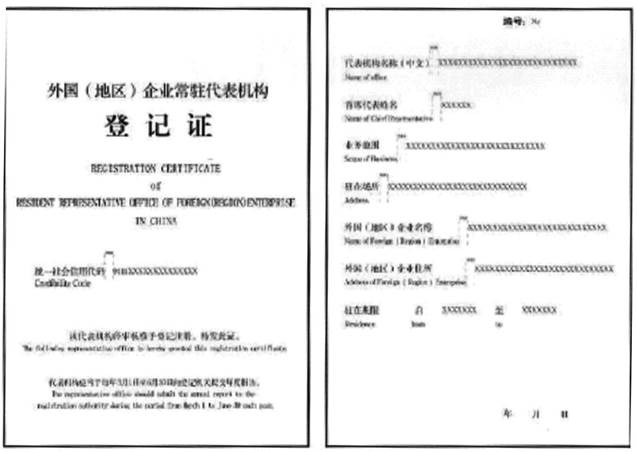 外国(地区)企业常驻代表机构
登记证
REGISTRATION CERTIFICATE
of
RESIDENT REPRESENTATIVE OFFICE OF FOREIGN(REGION)ENTERPRISE
IN CHINA
统一社会信用代码
Credibility Code
该代表机构经审核准予登记注册,特发此证。
The following representative office is hereby granted this registration certificate.
代表机构应当于每年3月1日至6月30日向登记机关提交年度报告。
The representative office should submit the annual report to the
registration authority during the period from March 1 to June 30 each year.
编号: No
代表机构名称(中文) XXXXXXXXXXXXXXXXXXXXXXXXXX
Name of office
首席代表姓名 XXXXXX
Name of Chief Representative
业务范围 XXXXXXXXXXXXXXXXXXXXXXXXXX
Scope of Business
驻在场所 XXXXXXXXXXXXXXXXXXXXXXXXXX
Address
外国(地区)企业名称 XXXXXXXXXXXXXXXXXXXXXXXXXX
Name of Foreign (Region) Enterprise
外国(地区)企业住所 XXXXXXXXXXXXXXXXXXXXXXXXXX
Address of Foreign (Region) Enterprise
驻在期限 自 XXXXXXX 至 XXXXXXX
Residence from to
年 月 日